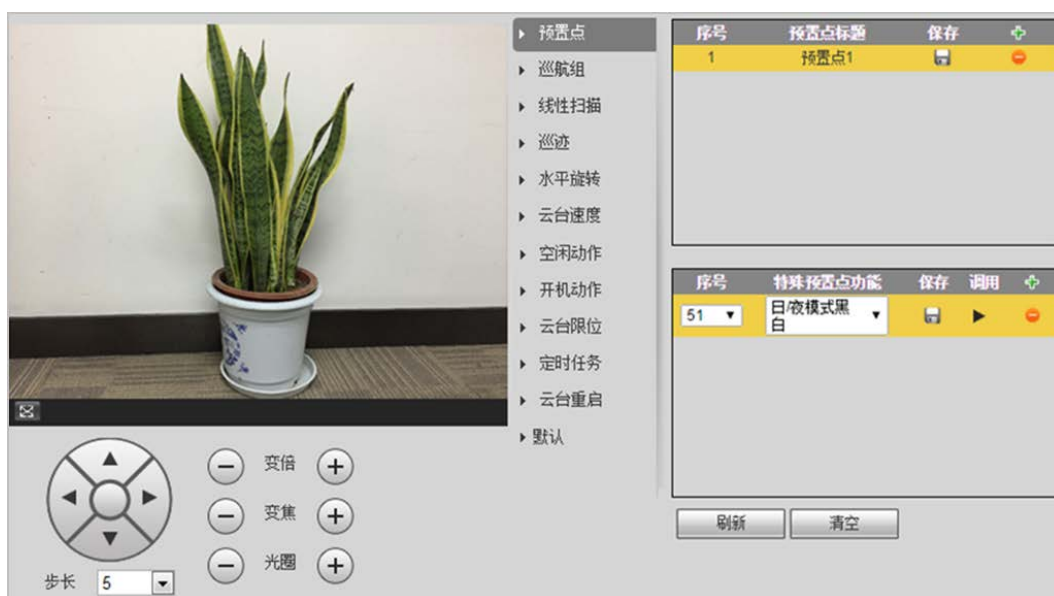 预置点
巡航组
线性扫描
巡迹
水平旋转
云台速度
空闲动作
开机动作
云台限位
定时任务
云台重启
默认
序号 预置点标题 保存
1 预置点1
序号 特殊预置点功能 保存 调用
51 日/夜模式黑
白
刷新 清空
变倍
变焦
光圈
步长 5